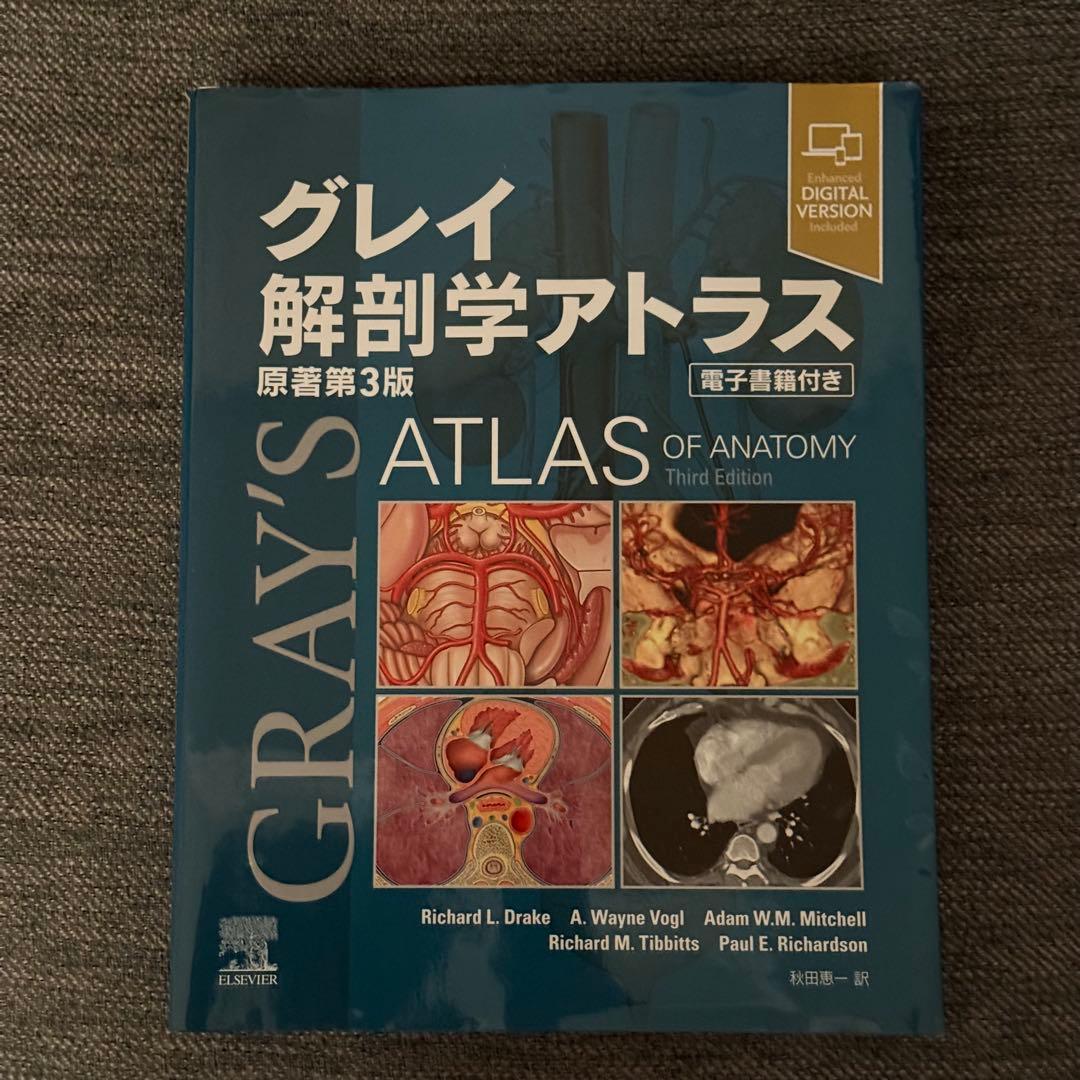 Enhanced
DIGITAL
VERSION
Included
グレイ
解剖学アトラス
原著第3版
電子書籍付き
GRAY'S
ATLAS OF ANATOMY
Third Edition
Richard L. Drake A. Wayne Vogl Adam W.M. Mitchell
Richard M. Tibbitts Paul E. Richardson
秋田恵一 訳
ELSEVIER